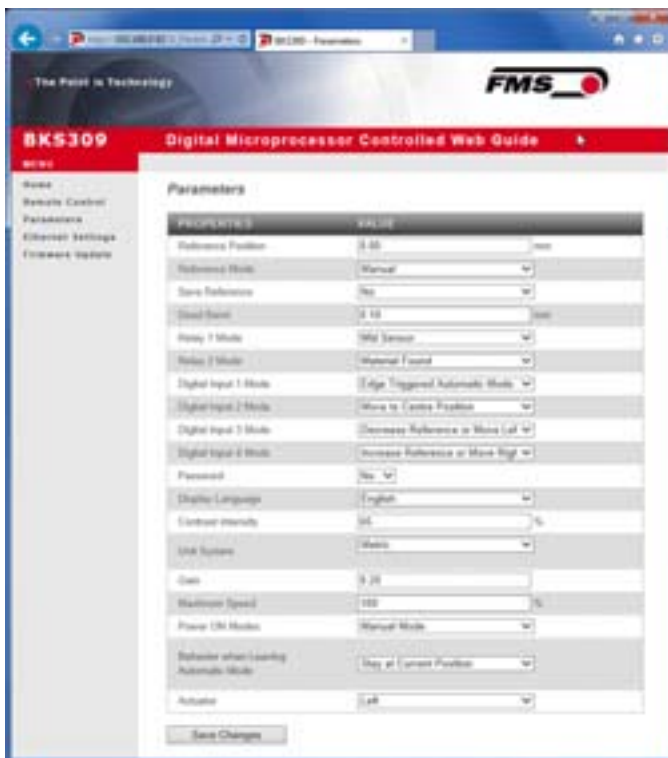 BKS309 - Parameters
The Point is Technology
FMS
BKS309 Digital Microprocessor Controlled Web Guide
MENU
Home
Remote Control
Parameters
Ethernet Settings
Firmware Update
Parameters
PROPERTIES VALUE
Reference Position mm
Reference Mode Manual
Save Reference No
Dead Band mm
Relay 1 Mode Mid Sensor
Relay 2 Mode Material Found
Digital Input 1 Mode Edge Triggered Automatic Mode
Digital Input 2 Mode Move to Centre Position
Digital Input 3 Mode Decrease Reference or Move Lef
Digital Input 4 Mode Increase Reference or Move Righ
Password No
Display Language English
Contrast Intensity %
Unit System Metric
Gain
Maximum Speed 100 %
Power ON Modes Manual Mode
Behavior when Leaving
Automatic Mode Stay at Current Position
Actuator Left
Save Changes